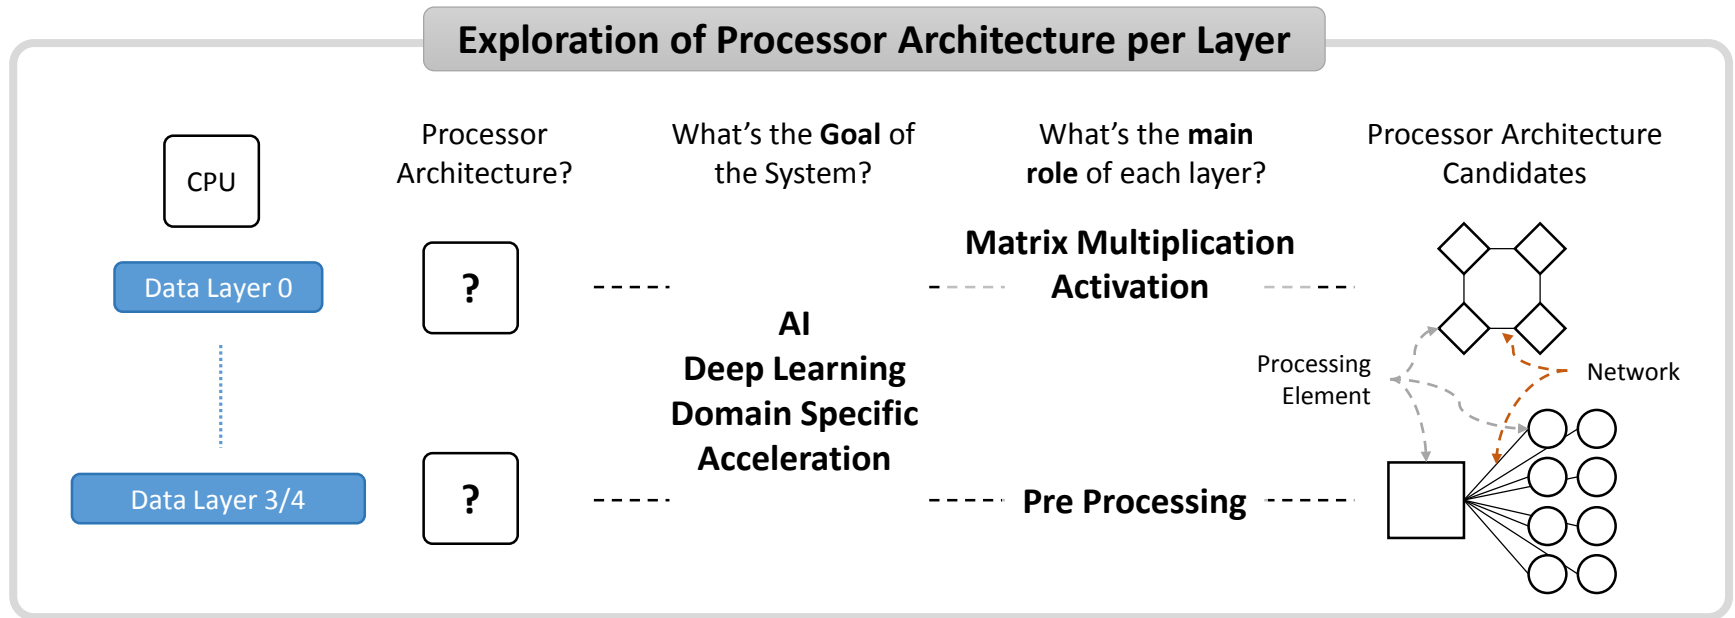 Exploration of Processor Architecture per Layer
CPU
Data Layer 0
Data Layer 3/4
Processor
Architecture?
?
?
What's the Goal of
the System?
AI
Deep Learning
Domain Specific
Acceleration
What's the main
role of each layer?
Matrix Multiplication
Activation
Pre Processing
Processor Architecture
Candidates
Processing
Element
Network